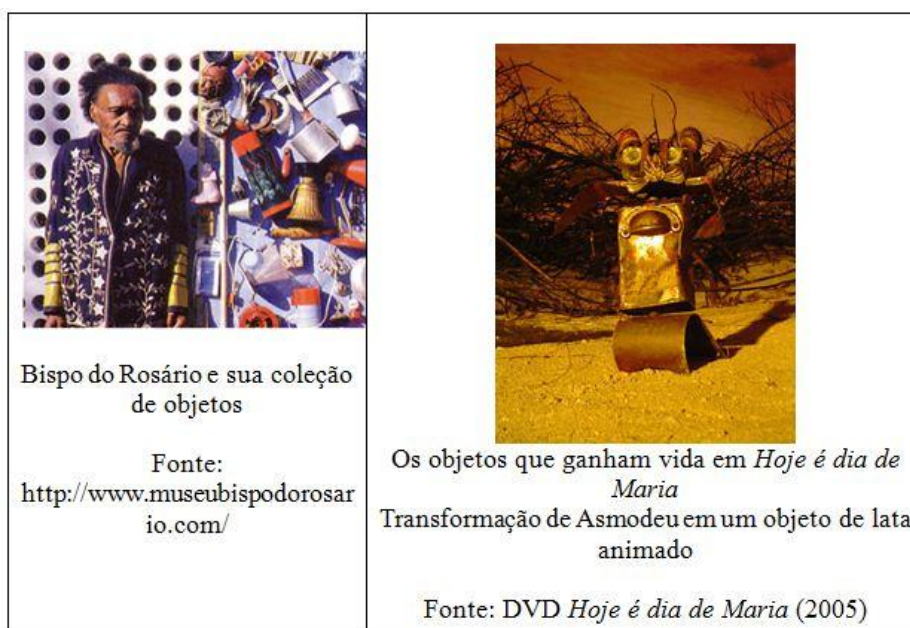 Bispo do Rosário e sua coleção
de objetos
Fonte:
http://www.museubispodorosar
io.com/
Os objetos que ganham vida em Hoje é dia de
Maria
Transformação de Asmodeu em um objeto de lata
animado
Fonte: DVD Hoje é dia de Maria (2005)